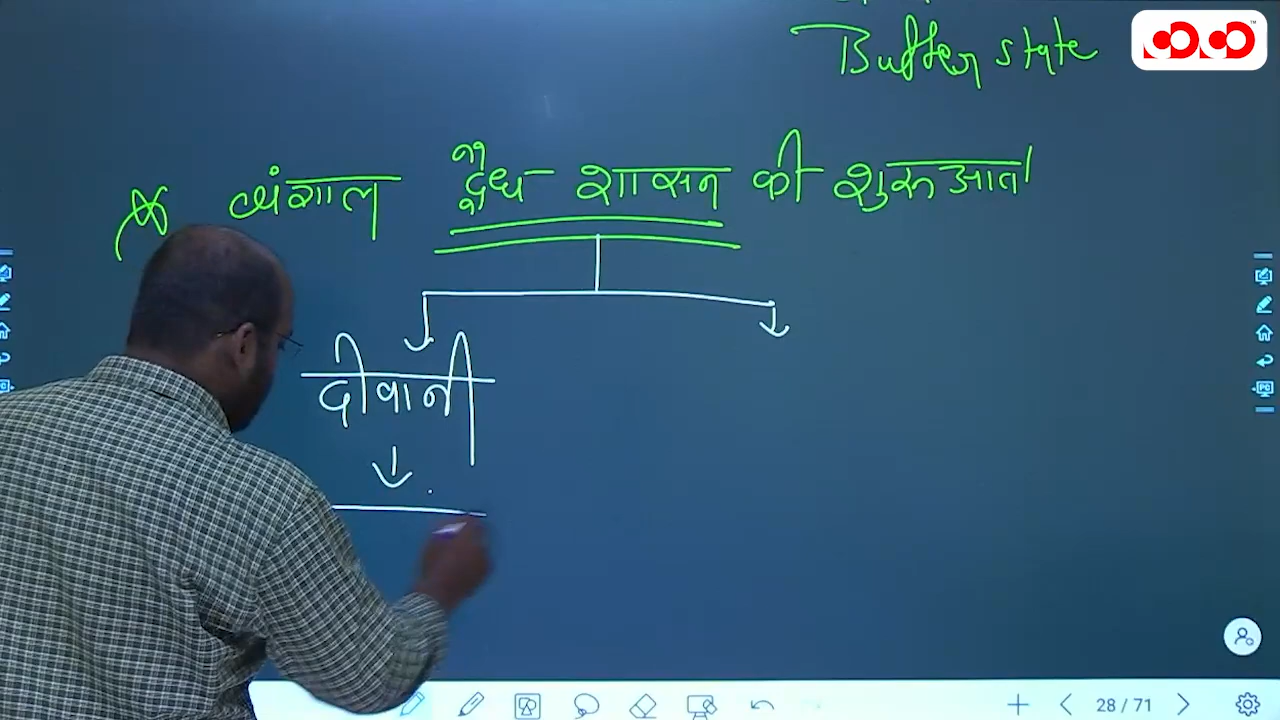 Buffer state
बंगाल द्वैध-शासन की शुरुआत
दीवानी
28 / 71